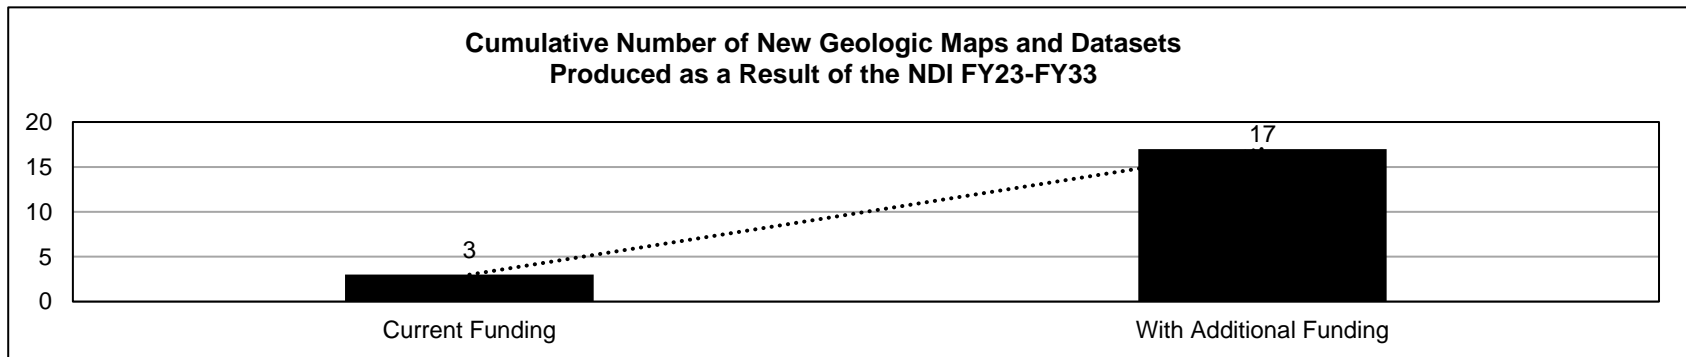 Cumulative Number of New Geologic Maps and Datasets
Produced as a Result of the NDI FY23-FY33
20
15
10
5
0
3
17
Current Funding
With Additional Funding